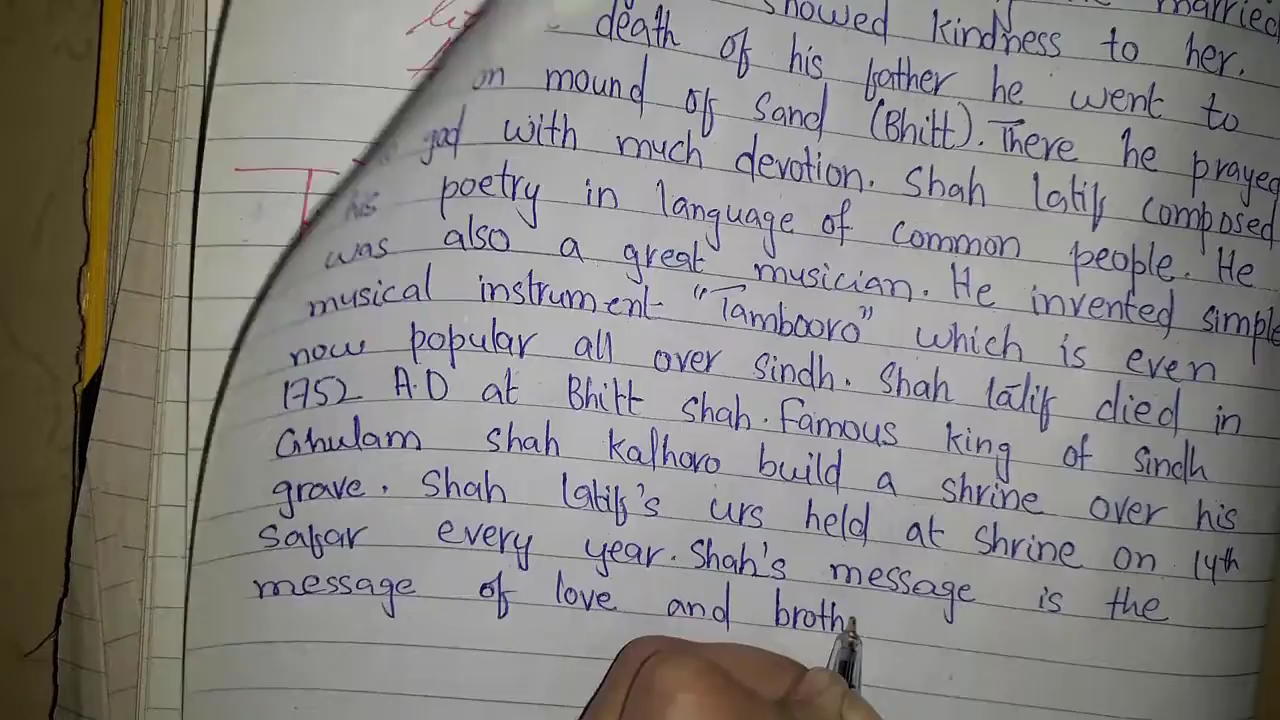 married
showed kindness to her.
death of his father he went to
on mound of Sand (Bhitt). There he prayed
god with much devotion. Shah latif composed
his poetry in language of common people. He
was also a great musician. He invented simple
musical instrument "Tambooro" which is even
now popular all over Sindh. Shah latif died in
1752 A.D at Bhitt Shah. Famous king of Sindh
Ghulam Shah Kalhoro build a shrine over his
grave. Shah latif's urs held at shrine on 14th
Safar every year. Shah's message is the
message of love and broth